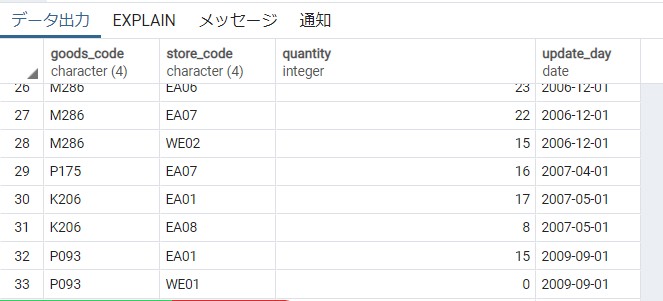 データ出力 EXPLAIN メッセージ 通知
goods_code store_code quantity update_day
character (4) character (4) integer date
26 M286 EA06 23 2006-12-01
27 M286 EA07 22 2006-12-01
28 M286 WE02 15 2006-12-01
29 P175 EA07 16 2007-04-01
30 K206 EA01 17 2007-05-01
31 K206 EA08 8 2007-05-01
32 P093 EA01 15 2009-09-01
33 P093 WE01 0 2009-09-01